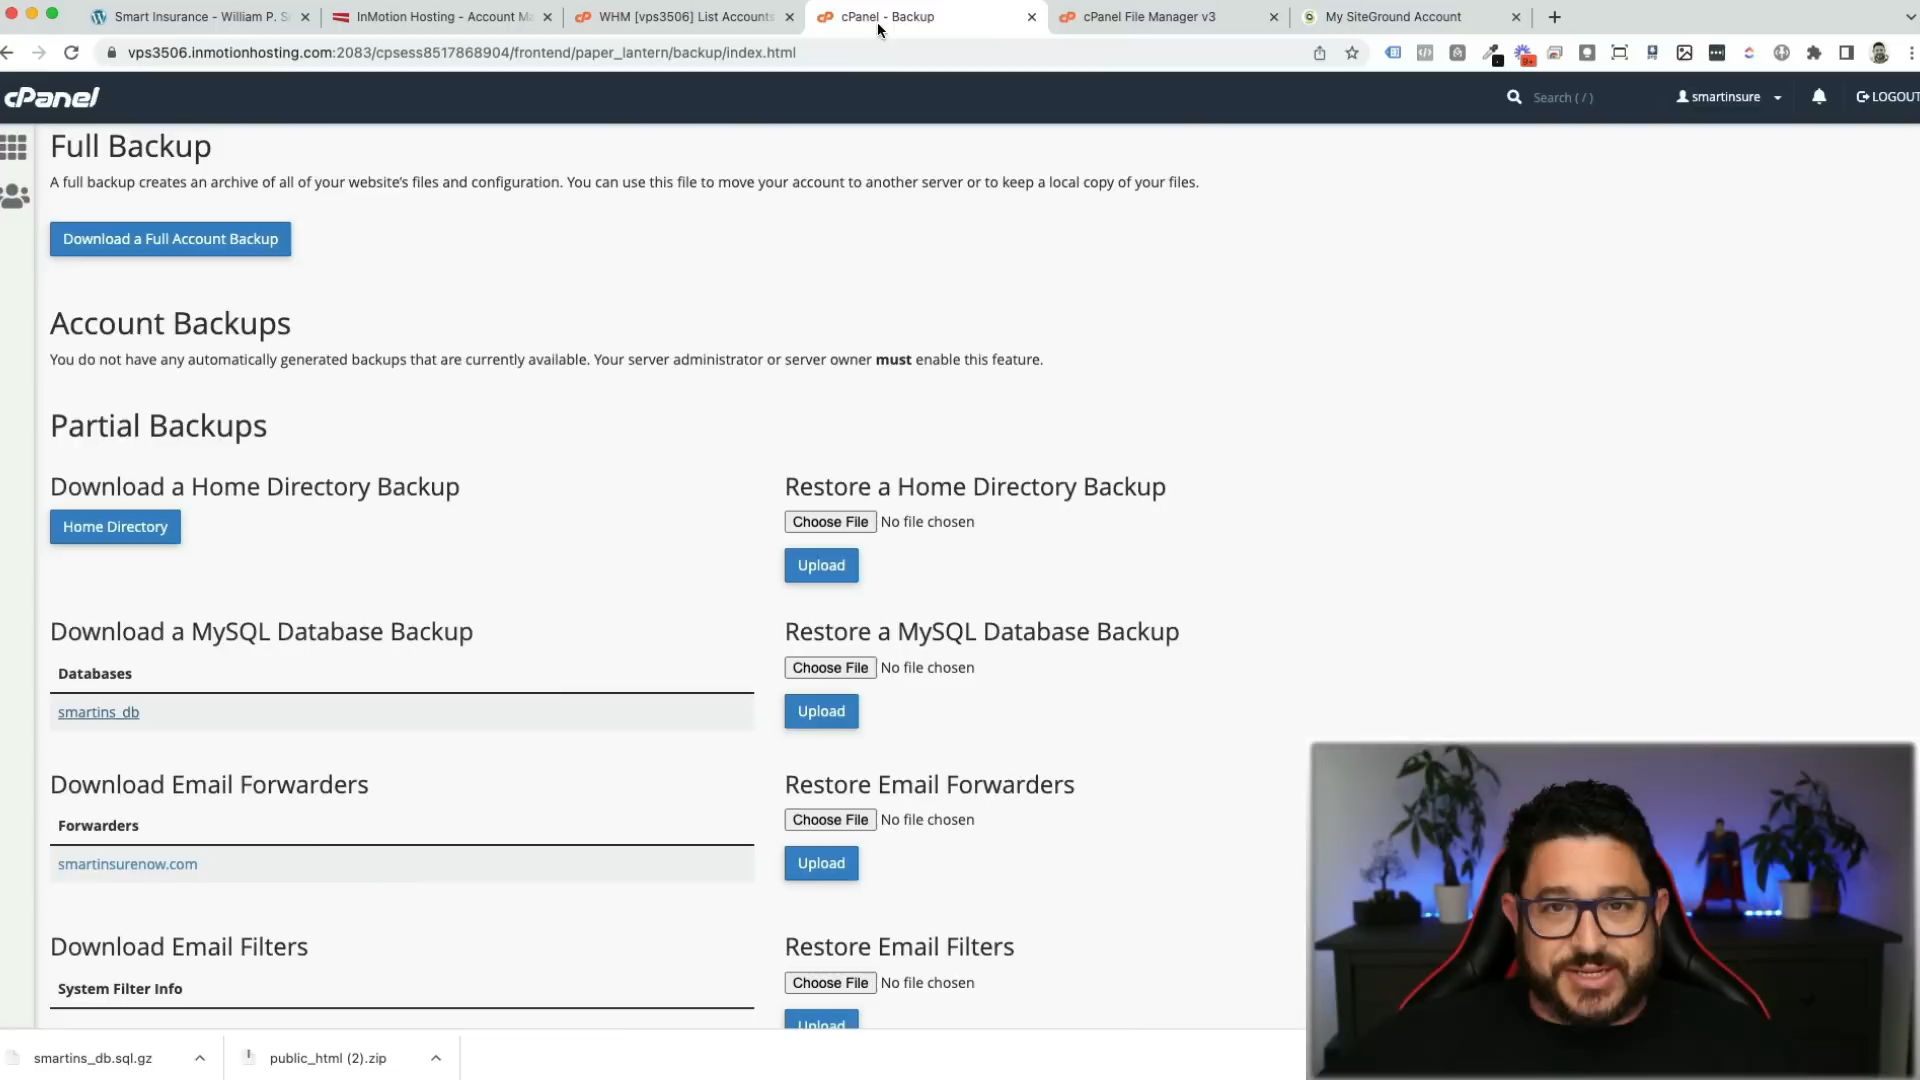 Smart Insurance - William P. S
InMotion Hosting - Account Ma
WHM [vps3506] List Accounts
cPanel - Backup
cPanel File Manager v3
My SiteGround Account
vps3506.inmotionhosting.com:2083/cpsess8517868904/frontend/paper_lantern/backup/index.html
cPanel
Search ( / )
smartinsure
LOGOUT
Full Backup
A full backup creates an archive of all of your website's files and configuration. You can use this file to move your account to another server or to keep a local copy of your files.
Download a Full Account Backup
Account Backups
You do not have any automatically generated backups that are currently available. Your server administrator or server owner must enable this feature.
Partial Backups
Download a Home Directory Backup
Home Directory
Restore a Home Directory Backup
Choose File No file chosen
Upload
Download a MySQL Database Backup
Databases
smartins_db
Restore a MySQL Database Backup
Choose File No file chosen
Upload
Download Email Forwarders
Forwarders
smartinsurenow.com
Restore Email Forwarders
Choose File No file chosen
Upload
Download Email Filters
System Filter Info
Restore Email Filters
Choose File No file chosen
Upload
smartins_db.sql.gz
public_html (2).zip